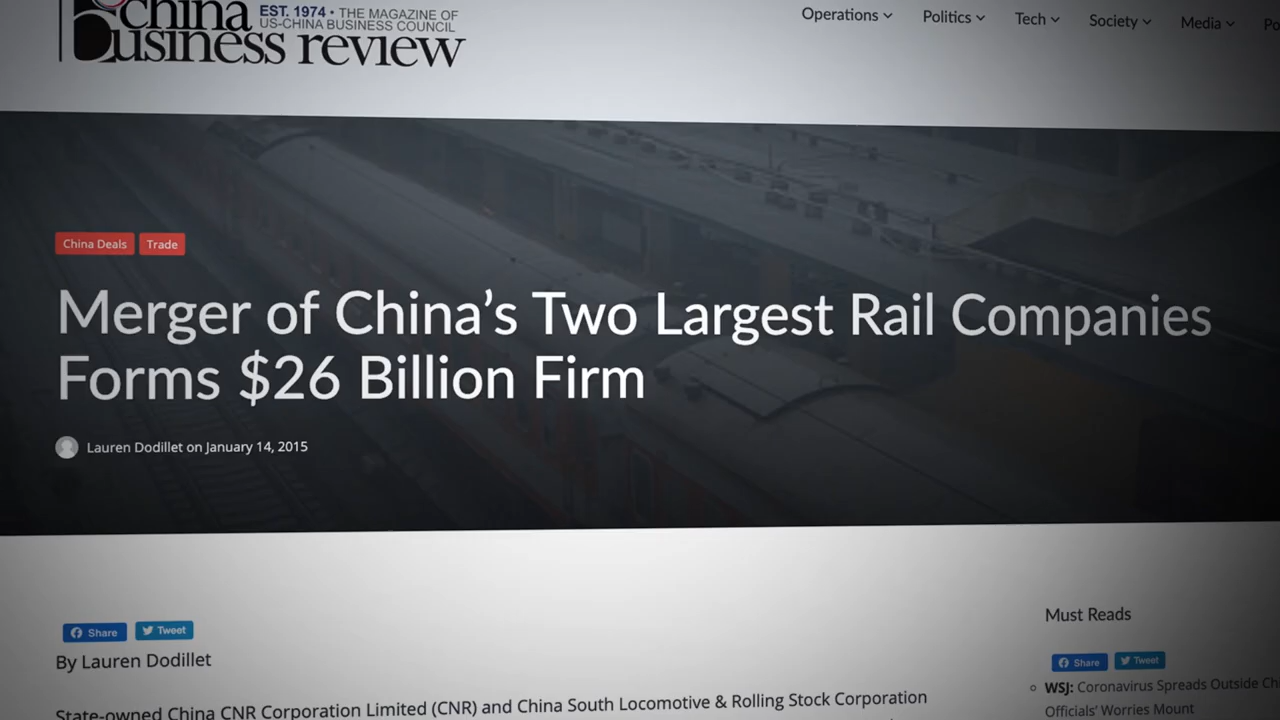 china
EST. 1974 • THE MAGAZINE OF
US-CHINA BUSINESS COUNCIL
Business review
Operations
Politics
Tech
Society
Media
China Deals
Trade
Merger of China’s Two Largest Rail Companies
Forms $26 Billion Firm
Lauren Dodillet on January 14, 2015
Share
Tweet
By Lauren Dodillet
State-owned China CNR Corporation Limited (CNR) and China South Locomotive & Rolling Stock Corporation
Must Reads
Share
Tweet
WSJ: Coronavirus Spreads Outside
Officials’ Worries Mount